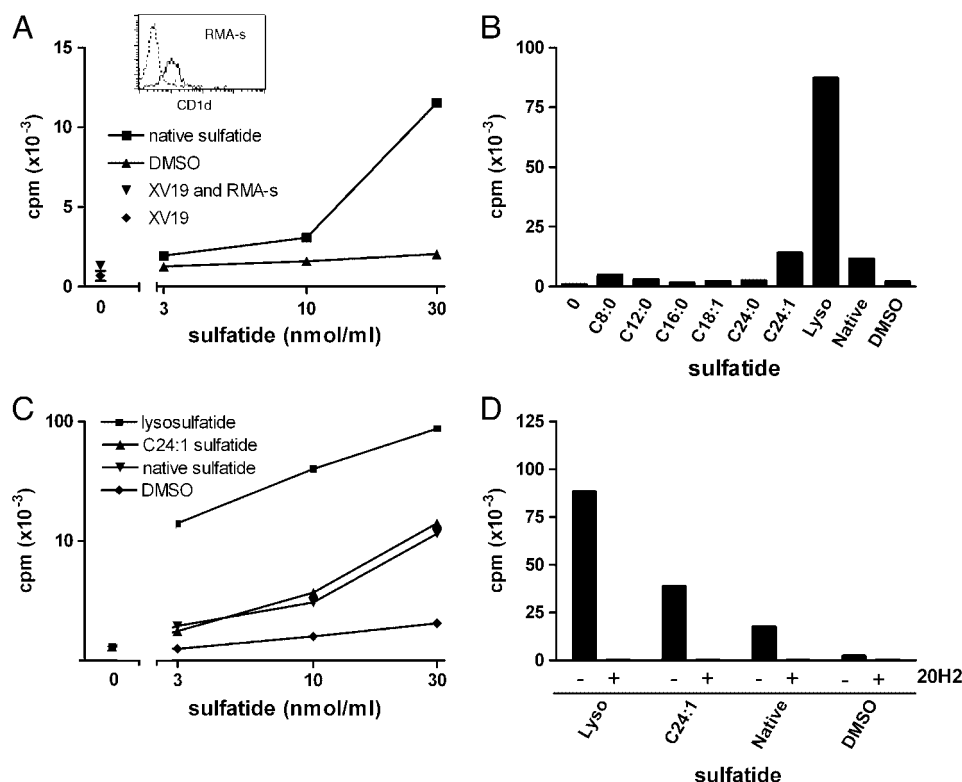 A
RMA-s
CD1d
cpm (x10⁻³)
15
10
5
0
native sulfatide
DMSO
XV19 and RMA-s
XV19
0
3
10
30
sulfatide (nmol/ml)
B
cpm (x10⁻³)
100
75
50
25
0
0
C8:0
C12:0
C16:0
C18:1
C24:0
C24:1
Lyso
Native
DMSO
sulfatide
C
cpm (x10⁻³)
100
10
lysosulfatide
C24:1 sulfatide
native sulfatide
DMSO
0
3
10
30
sulfatide (nmol/ml)
D
cpm (x10⁻³)
125
100
75
50
25
0
- + - + - + - + 20H2
Lyso
C24:1
Native
DMSO
sulfatide